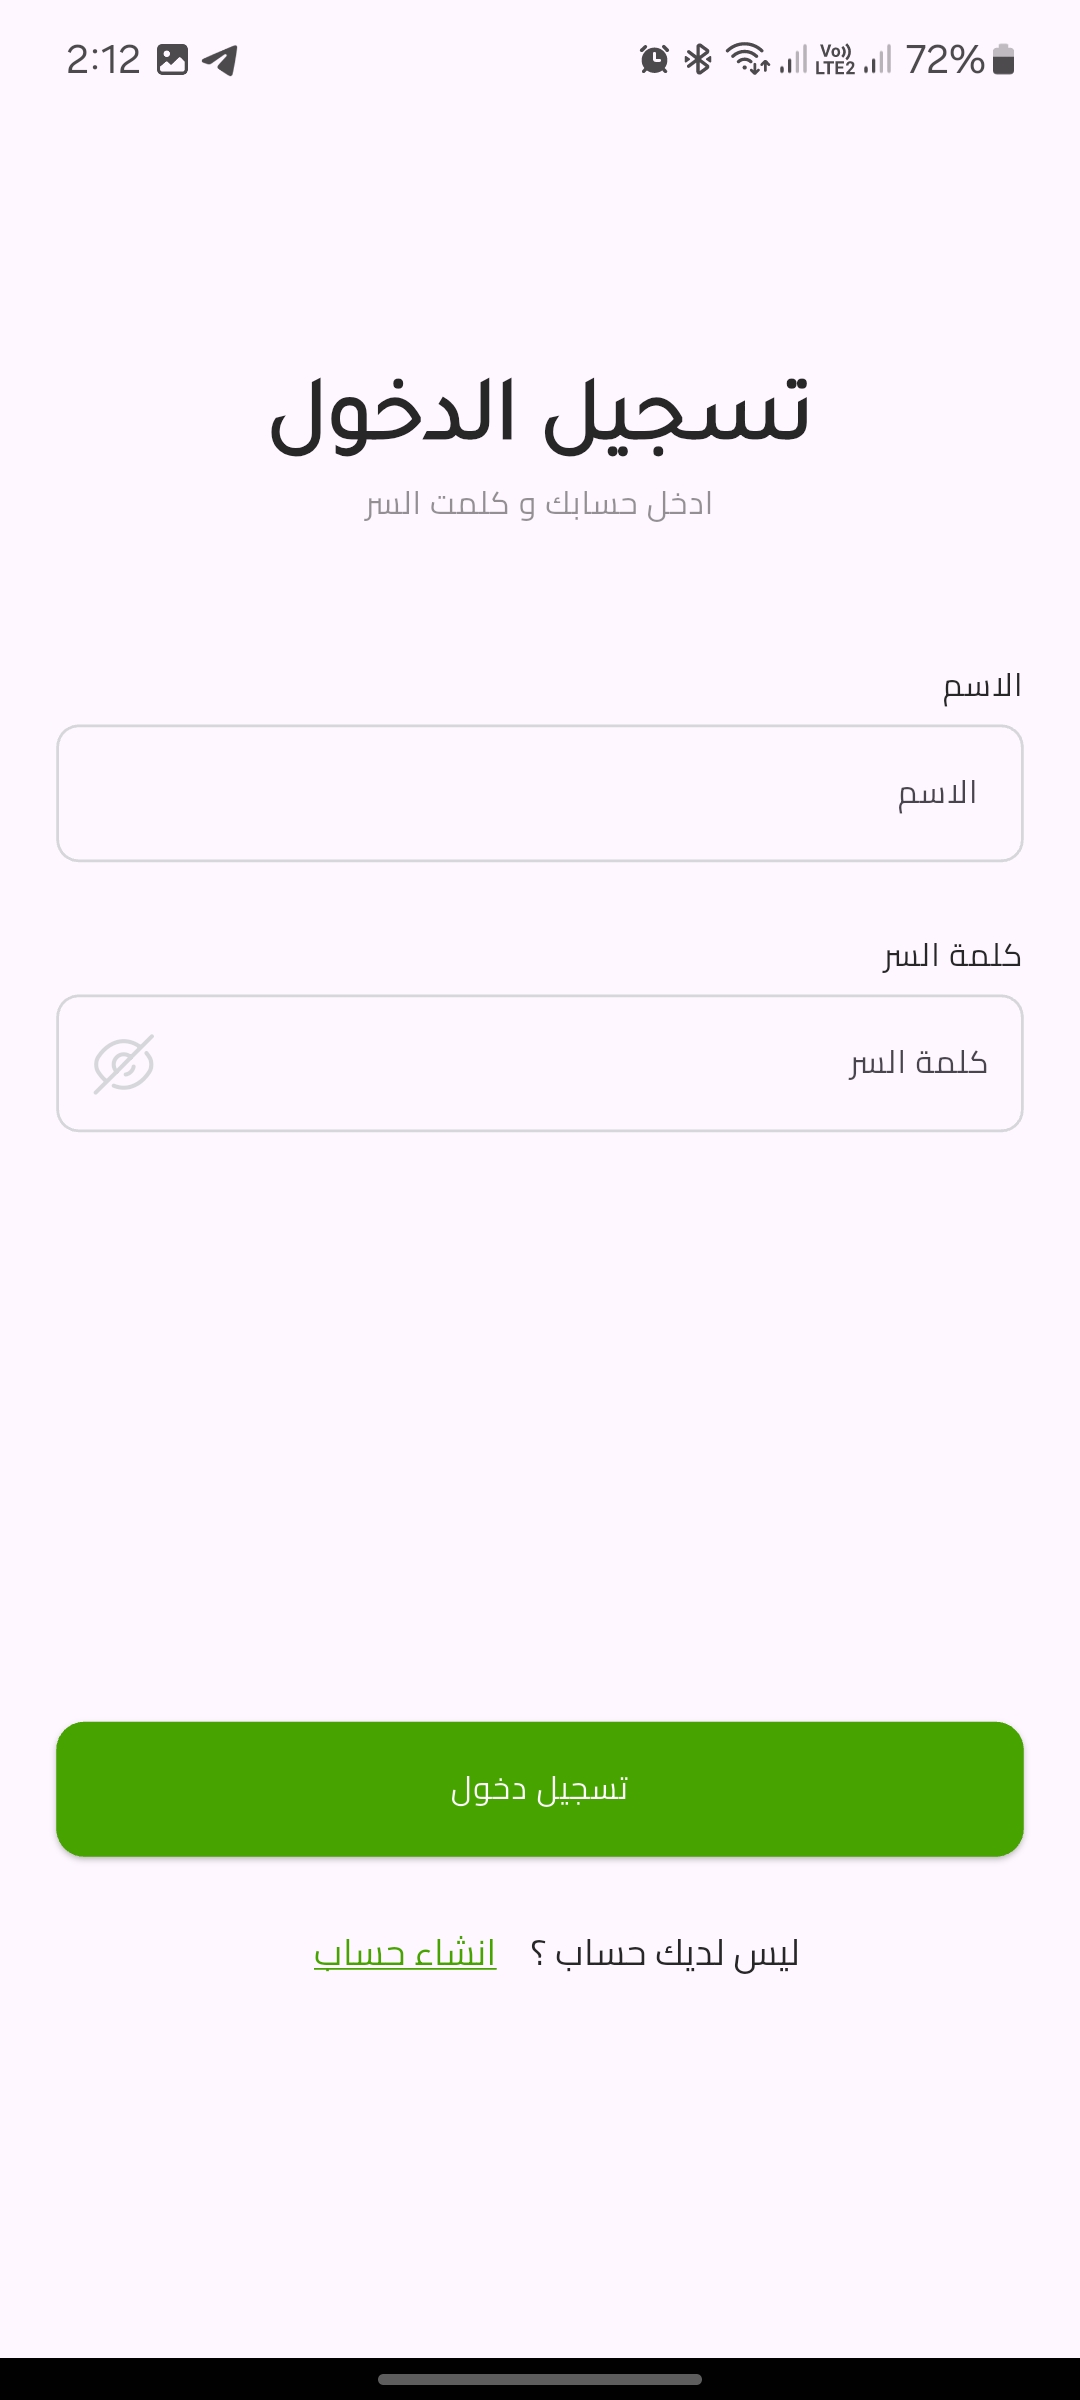 2:12 Vo)) LTE2 72%
تسجيل الدخول
ادخل حسابك و كلمت السر
الاسم
الاسم
كلمة السر
كلمة السر
تسجيل دخول
ليس لديك حساب ؟ انشاء حساب